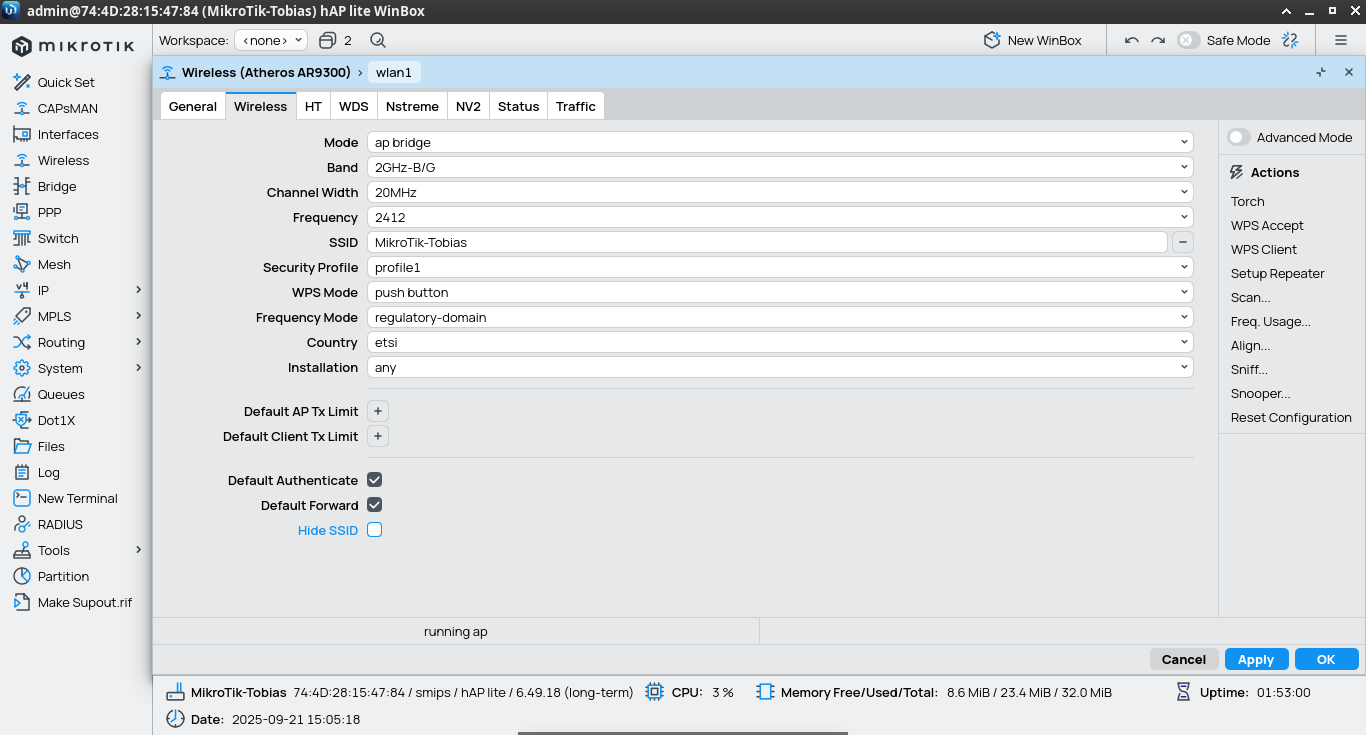 admin@74:4D:28:15:47:84 (MikroTik-Tobias) hAP lite WinBox
MIKROTIK
Workspace: <none> 2 New WinBox Safe Mode
Quick Set
CAPsMAN
Interfaces
Wireless
Bridge
PPP
Switch
Mesh
IP
MPLS
Routing
System
Queues
Dot1X
Files
Log
New Terminal
RADIUS
Tools
Partition
Make Supout.rif
Wireless (Atheros AR9300) › wlan1
General Wireless HT WDS Nstreme NV2 Status Traffic
Mode ap bridge
Band 2GHz-B/G
Channel Width 20MHz
Frequency 2412
SSID MikroTik-Tobias
Security Profile profile1
WPS Mode push button
Frequency Mode regulatory-domain
Country etsi
Installation any
Default AP Tx Limit
Default Client Tx Limit
Default Authenticate
Default Forward
Hide SSID
Advanced Mode
Actions
Torch
WPS Accept
WPS Client
Setup Repeater
Scan...
Freq. Usage...
Align...
Sniff...
Snooper...
Reset Configuration
running ap
Cancel Apply OK
MikroTik-Tobias 74:4D:28:15:47:84 / smips / hAP lite / 6.49.18 (long-term) CPU: 3 % Memory Free/Used/Total: 8.6 MiB / 23.4 MiB / 32.0 MiB Uptime: 01:53:00
Date: 2025-09-21 15:05:18